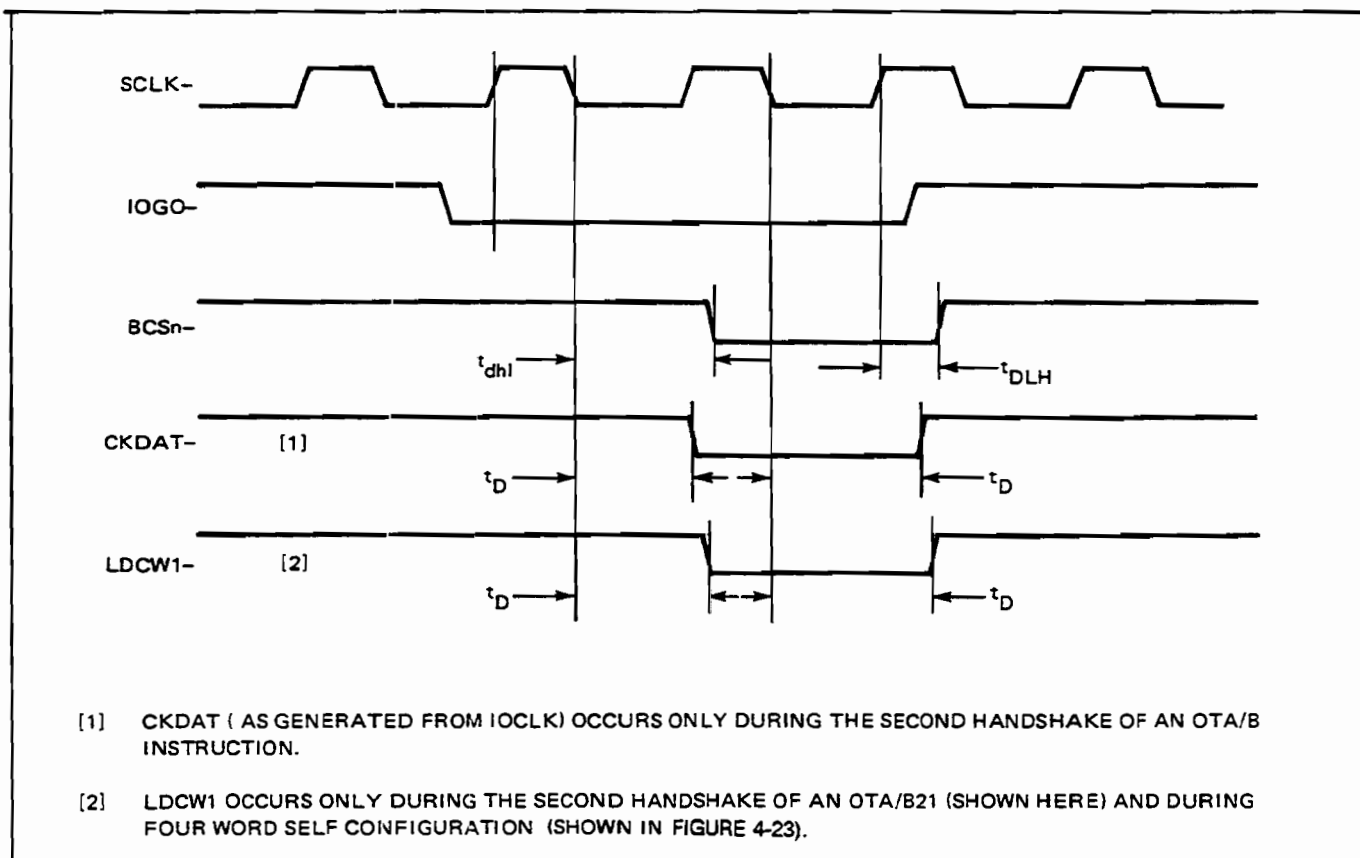 SCLK–
IOGO–
BCSn–
tdhl
tDLH
CKDAT– [1]
tD tD
LDCW1– [2]
tD tD
[1] CKDAT ( AS GENERATED FROM IOCLK) OCCURS ONLY DURING THE SECOND HANDSHAKE OF AN OTA/B
INSTRUCTION.
[2] LDCW1 OCCURS ONLY DURING THE SECOND HANDSHAKE OF AN OTA/B21 (SHOWN HERE) AND DURING
FOUR WORD SELF CONFIGURATION (SHOWN IN FIGURE 4-23).